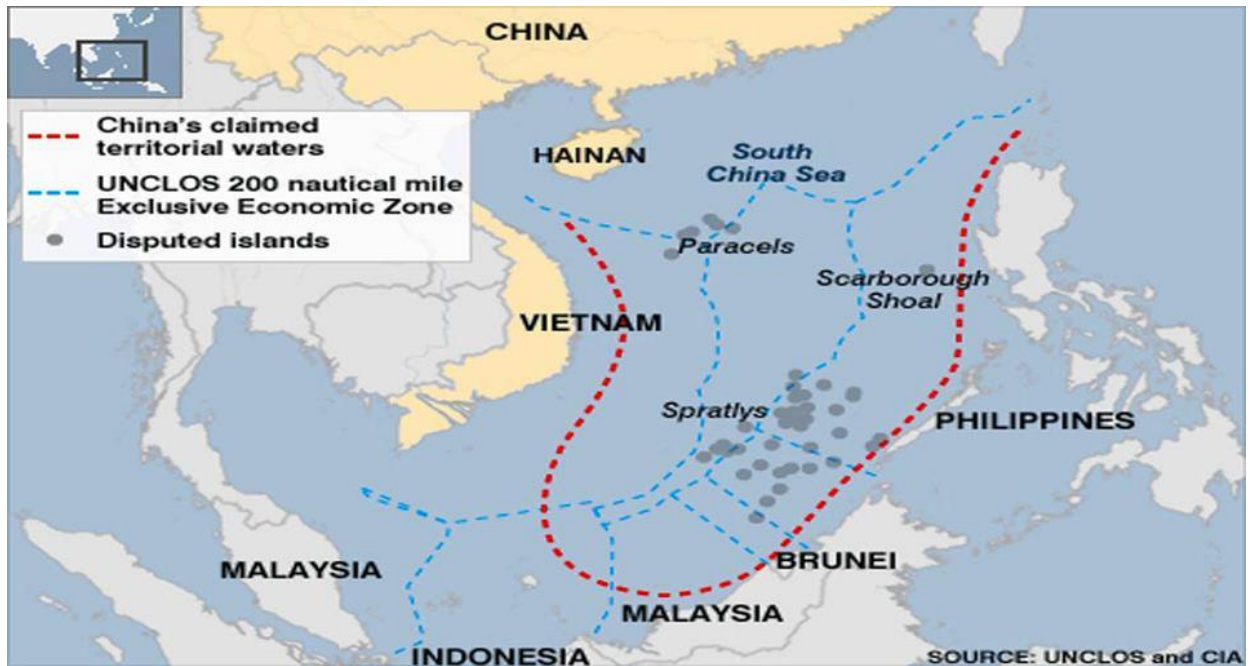 CHINA
China's claimed
territorial waters
UNCLOS 200 nautical mile
Exclusive Economic Zone
Disputed islands
HAINAN
South
China Sea
Paracels
Scarborough
Shoal
VIETNAM
Spratlys
PHILIPPINES
MALAYSIA
BRUNEI
MALAYSIA
INDONESIA
SOURCE: UNCLOS and CIA